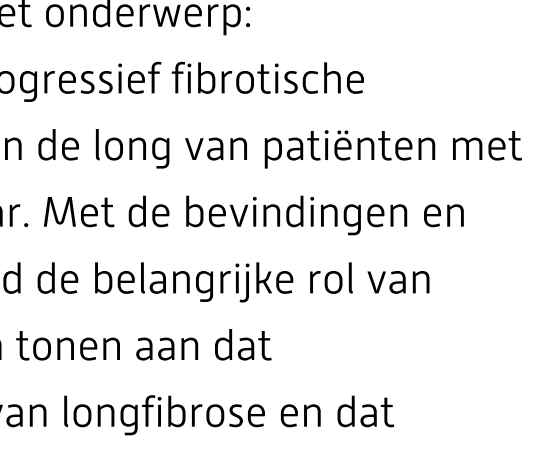 et onderwerp:
ogressief fibrotische
n de long van patiënten met
ar. Met de bevindingen en
d de belangrijke rol van
tonen aan dat
van longfibrose en dat